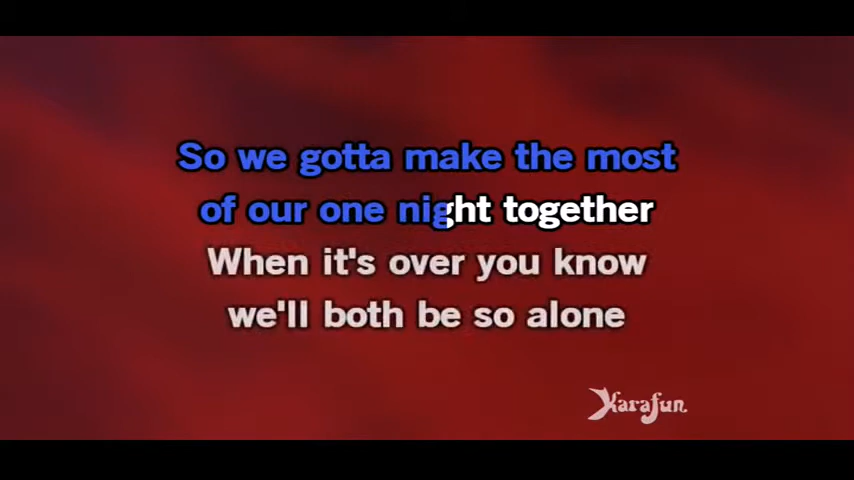 So we gotta make the most
of our one night together
When it's over you know
we'll both be so alone
Karafun